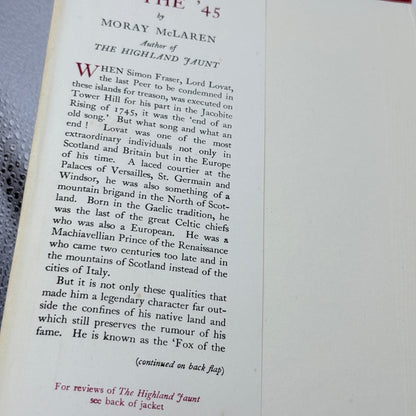 THE '45
by
MORAY McLAREN
Author of
THE HIGHLAND JAUNT
WHEN Simon Fraser, Lord Lovat,
the last Peer to be condemned in
these islands for treason, was executed on
Tower Hill for his part in the Jacobite
Rising of 1745, it was the 'end of an
old song.' But what song and what an
end! Lovat was one of the most
extraordinary individuals not only in
Scotland and Britain but in the Europe
of his time. A laced courtier at the
Palaces of Versailles, St. Germain and
Windsor, he was also something of a
mountain brigand in the North of Scot-
land. Born in the Gaelic tradition, he
was the last of the great Celtic chiefs
who was also a European. He was a
Machiavellian Prince of the Renaissance
who came two centuries too late and in
the mountains of Scotland instead of the
cities of Italy.
But it is not only these qualities that
made him a legendary character far out-
side the confines of his native land and
which still preserves the rumour of his
fame. He is known as the 'Fox of the
(continued on back flap)
For reviews of The Highland Jaunt
see back of jacket